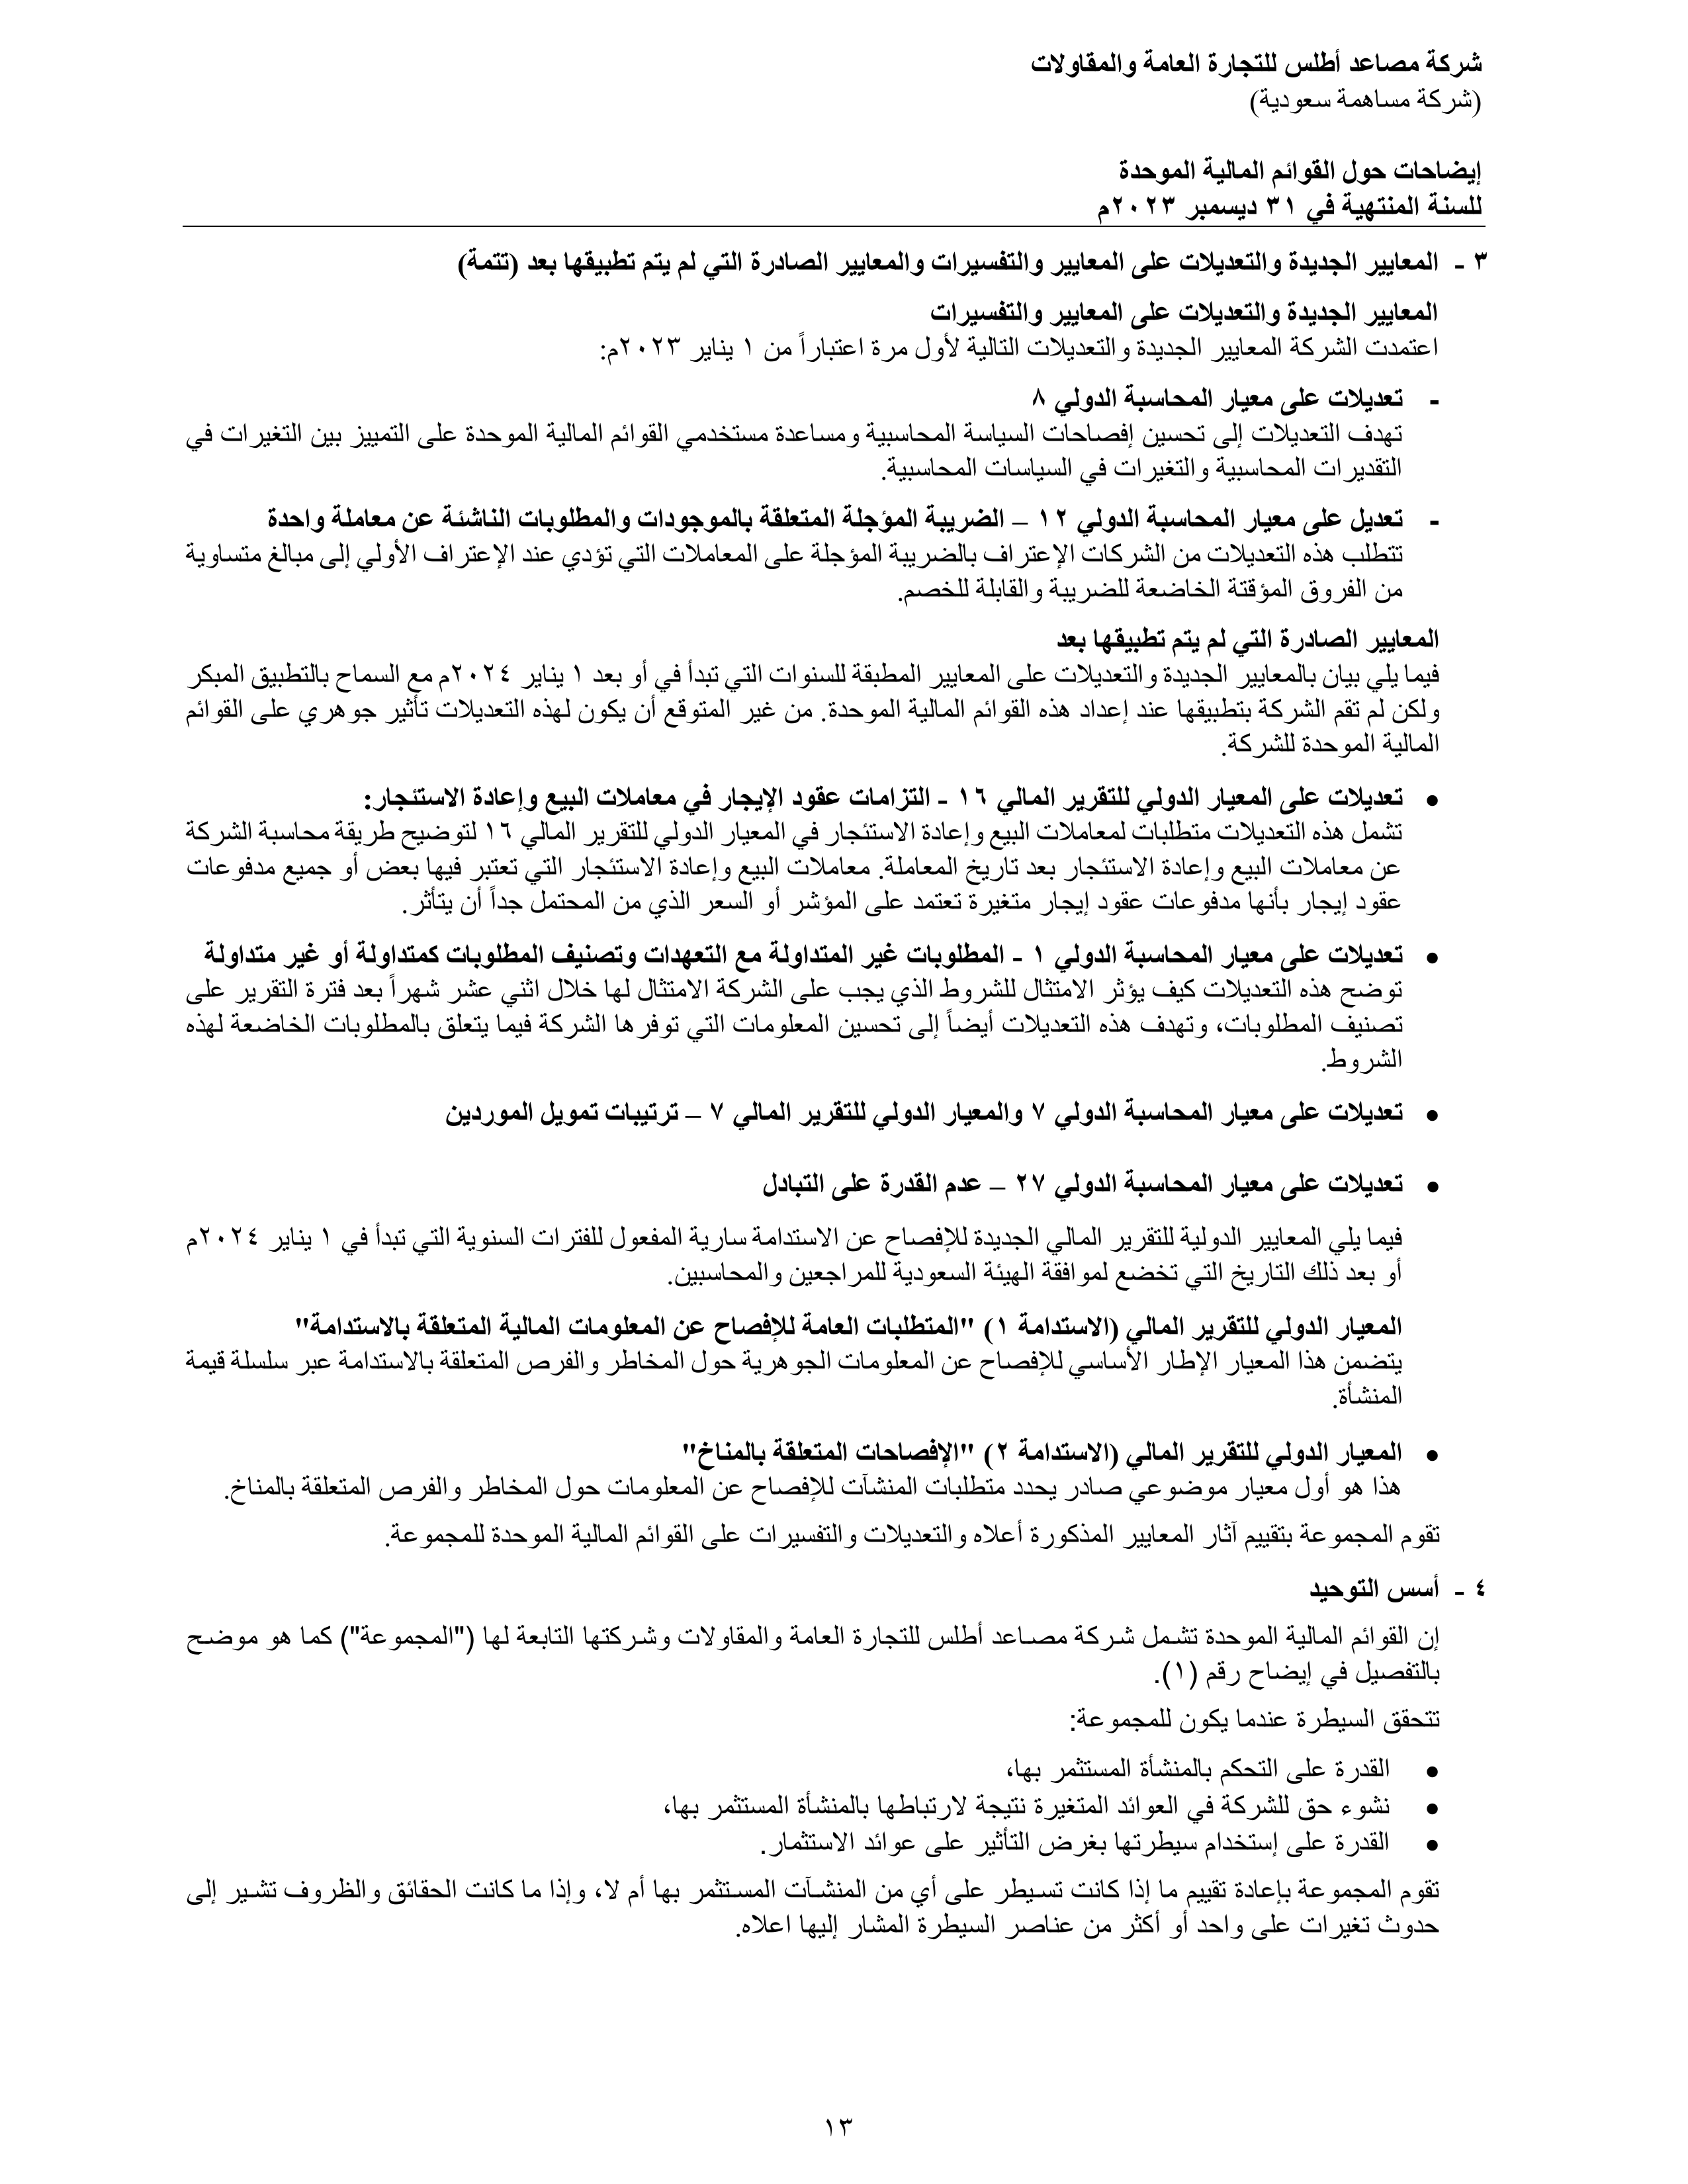 شركة مصاعد أطلس للتجارة العامة والمقاولات
(شركة مساهمة سعودية)
إيضاحات حول القوائم المالية الموحدة
للسنة المنتهية في ٣١ ديسمبر ٢٠٢٣م
٣ - المعايير الجديدة والتعديلات على المعايير والتفسيرات والمعايير الصادرة التي لم يتم تطبيقها بعد (تتمة)
المعايير الجديدة والتعديلات على المعايير والتفسيرات
اعتمدت الشركة المعايير الجديدة والتعديلات التالية لأول مرة اعتباراً من ١ يناير ٢٠٢٣م:
- تعديلات على معيار المحاسبة الدولي ٨
تهدف التعديلات إلى تحسين إفصاحات السياسة المحاسبية ومساعدة مستخدمي القوائم المالية الموحدة على التمييز بين التغيرات في
التقديرات المحاسبية والتغيرات في السياسات المحاسبية.
- تعديل على معيار المحاسبة الدولي ١٢ – الضريبة المؤجلة المتعلقة بالموجودات والمطلوبات الناشئة عن معاملة واحدة
تتطلب هذه التعديلات من الشركات الإعتراف بالضريبة المؤجلة على المعاملات التي تؤدي عند الإعتراف الأولي إلى مبالغ متساوية
من الفروق المؤقتة الخاضعة للضريبة والقابلة للخصم.
المعايير الصادرة التي لم يتم تطبيقها بعد
فيما يلي بيان بالمعايير الجديدة والتعديلات على المعايير المطبقة للسنوات التي تبدأ في أو بعد ١ يناير ٢٠٢٤م مع السماح بالتطبيق المبكر
ولكن لم تقم الشركة بتطبيقها عند إعداد هذه القوائم المالية الموحدة. من غير المتوقع أن يكون لهذه التعديلات تأثير جوهري على القوائم
المالية الموحدة للشركة.
• تعديلات على المعيار الدولي للتقرير المالي ١٦ - التزامات عقود الإيجار في معاملات البيع وإعادة الاستئجار:
تشمل هذه التعديلات متطلبات لمعاملات البيع وإعادة الاستئجار في المعيار الدولي للتقرير المالي ١٦ لتوضيح طريقة محاسبة الشركة
عن معاملات البيع وإعادة الاستئجار بعد تاريخ المعاملة. معاملات البيع وإعادة الاستئجار التي تعتبر فيها بعض أو جميع مدفوعات
عقود إيجار بأنها مدفوعات عقود إيجار متغيرة تعتمد على المؤشر أو السعر الذي من المحتمل جداً أن يتأثر.
• تعديلات على معيار المحاسبة الدولي ١ - المطلوبات غير المتداولة مع التعهدات وتصنيف المطلوبات كمتداولة أو غير متداولة
توضح هذه التعديلات كيف يؤثر الامتثال للشروط الذي يجب على الشركة الامتثال لها خلال اثني عشر شهراً بعد فترة التقرير على
تصنيف المطلوبات، وتهدف هذه التعديلات أيضاً إلى تحسين المعلومات التي توفرها الشركة فيما يتعلق بالمطلوبات الخاضعة لهذه
الشروط.
• تعديلات على معيار المحاسبة الدولي ٧ والمعيار الدولي للتقرير المالي ٧ – ترتيبات تمويل الموردين
• تعديلات على معيار المحاسبة الدولي ٢٧ – عدم القدرة على التبادل
فيما يلي المعايير الدولية للتقرير المالي الجديدة للإفصاح عن الاستدامة سارية المفعول للفترات السنوية التي تبدأ في ١ يناير ٢٠٢٤م
أو بعد ذلك التاريخ التي تخضع لموافقة الهيئة السعودية للمراجعين والمحاسبين.
المعيار الدولي للتقرير المالي (الاستدامة ١) "المتطلبات العامة للإفصاح عن المعلومات المالية المتعلقة بالاستدامة"
يتضمن هذا المعيار الإطار الأساسي للإفصاح عن المعلومات الجوهرية حول المخاطر والفرص المتعلقة بالاستدامة عبر سلسلة قيمة
المنشأة.
• المعيار الدولي للتقرير المالي (الاستدامة ٢) "الإفصاحات المتعلقة بالمناخ"
هذا هو أول معيار موضوعي صادر يحدد متطلبات المنشآت للإفصاح عن المعلومات حول المخاطر والفرص المتعلقة بالمناخ.
تقوم المجموعة بتقييم آثار المعايير المذكورة أعلاه والتعديلات والتفسيرات على القوائم المالية الموحدة للمجموعة.
٤ - أسس التوحيد
إن القوائم المالية الموحدة تشمل شركة مصاعد أطلس للتجارة العامة والمقاولات وشركتها التابعة لها ("المجموعة") كما هو موضح
بالتفصيل في إيضاح رقم (١).
تتحقق السيطرة عندما يكون للمجموعة:
• القدرة على التحكم بالمنشأة المستثمر بها،
• نشوء حق للشركة في العوائد المتغيرة نتيجة لارتباطها بالمنشأة المستثمر بها،
• القدرة على إستخدام سيطرتها بغرض التأثير على عوائد الاستثمار.
تقوم المجموعة بإعادة تقييم ما إذا كانت تسيطر على أي من المنشآت المستثمر بها أم لا، وإذا ما كانت الحقائق والظروف تشير إلى
حدوث تغيرات على واحد أو أكثر من عناصر السيطرة المشار إليها اعلاه.
١٣